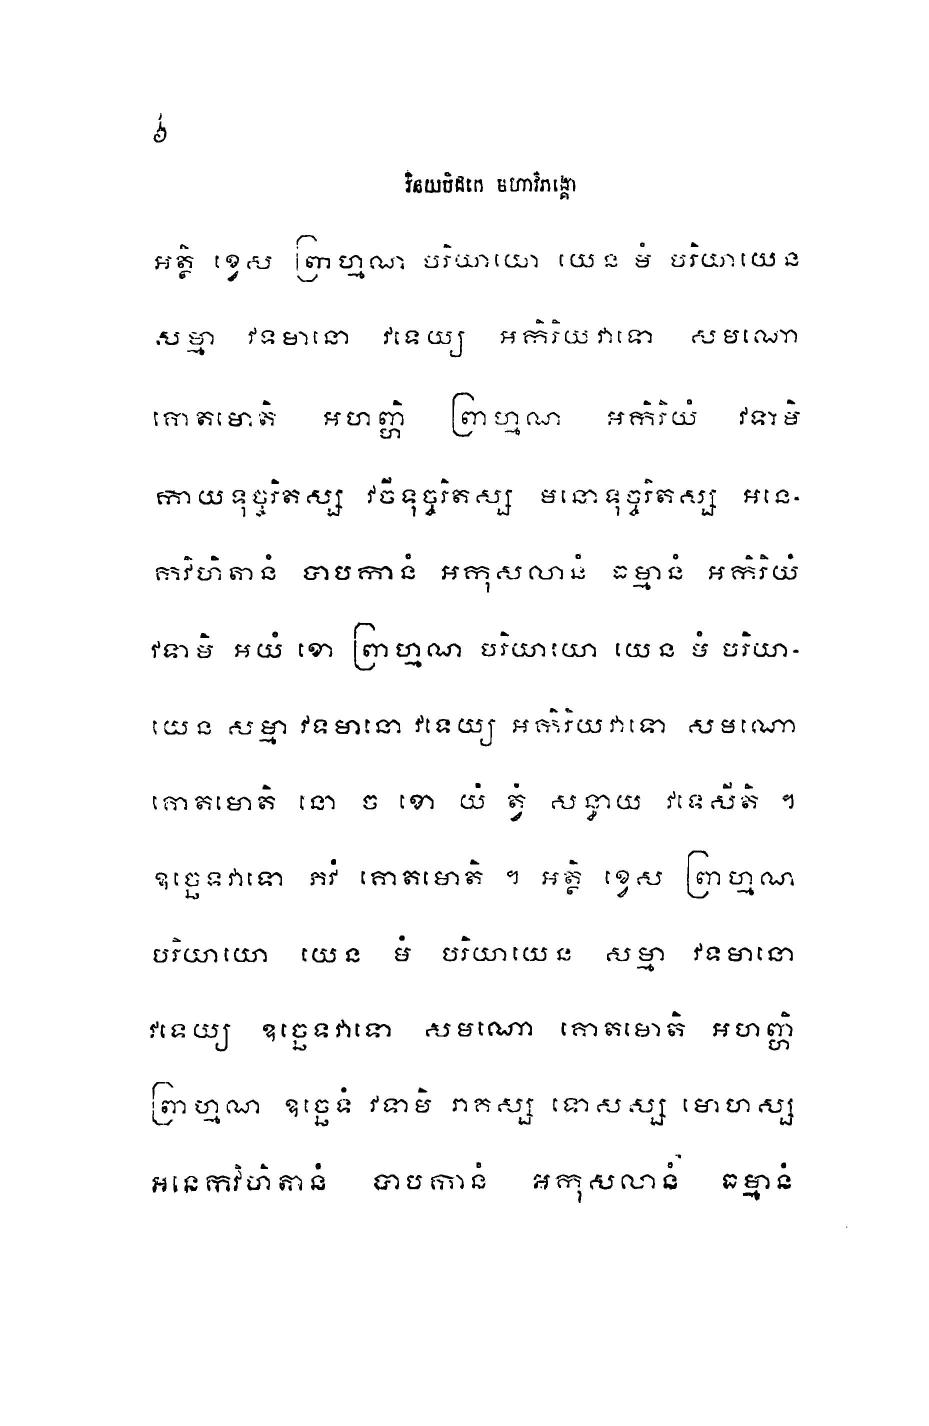 ៦
វិនយបិដកេ មហាវិភង្គោ
អត្ថិ ខ្វេស ព្រាហ្មណ បរិយាយោ យេន មំ បរិយាយេន
សម្មា វទមានោ វទេយ្យ អកិរិយវាទោ សមណោ
គោតមោតិ អហញ្ហិ ព្រាហ្មណ អកិរិយំ វទាមិ
កាយទុច្ចរិតស្ស វចីទុច្ចរិតស្ស មនោទុច្ចរិតស្ស អនេ-
កវិហិតានំ បាបកានំ អកុសលានំ ធម្មានំ អកិរិយំ
វទាមិ អយំ ខោ ព្រាហ្មណ បរិយាយោ យេន មំ បរិយា-
យេន សម្មា វទមានោ វទេយ្យ អកិរិយវាទោ សមណោ
គោតមោតិ នោ ច ខោ យំ ត្វំ សន្ធាយ វទេសីតិ ។
ឧច្ឆេទវាទោ ភវំ គោតមោតិ ។ អត្ថិ ខ្វេស ព្រាហ្មណ
បរិយាយោ យេន មំ បរិយាយេន សម្មា វទមានោ
វទេយ្យ ឧច្ឆេទវាទោ សមណោ គោតមោតិ អហញ្ហិ
ព្រាហ្មណ ឧច្ឆេទំ វទាមិ រាគស្ស ទោសស្ស មោហស្ស
អនេកវិហិតានំ បាបកានំ អកុសលានំ ធម្មានំ